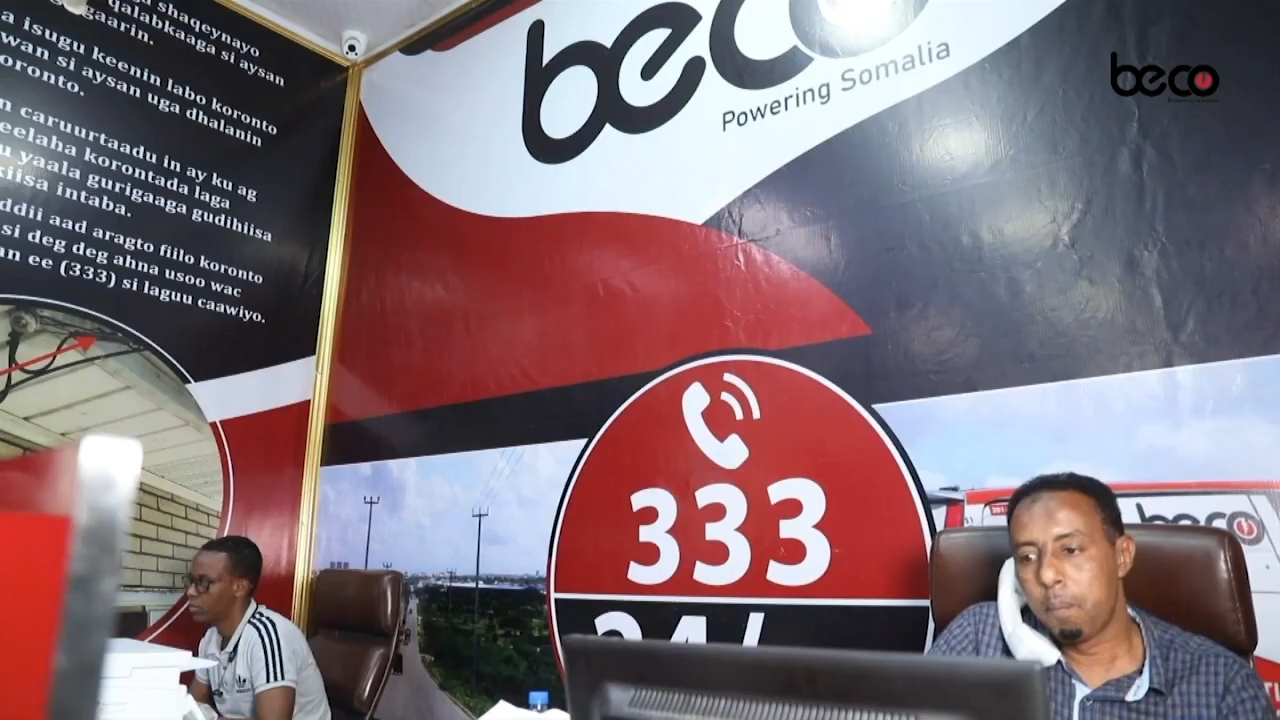 shaqeynayo
qalabkaaga si aysan
gaarin.
a isugu keenin labo koronto
wan si aysan uga dhalanin
oronto.
n caruurtaadu in ay ku ag
eelaha korontada laga
u yaala gurigaaga gudihiisa
kiisa intaba.
ddii aad aragto fiilo koronto
si deg deg ahna usoo wac
an ee (333) si laguu caawiyo.
beco
Powering Somalia
beco
333
24/
beco